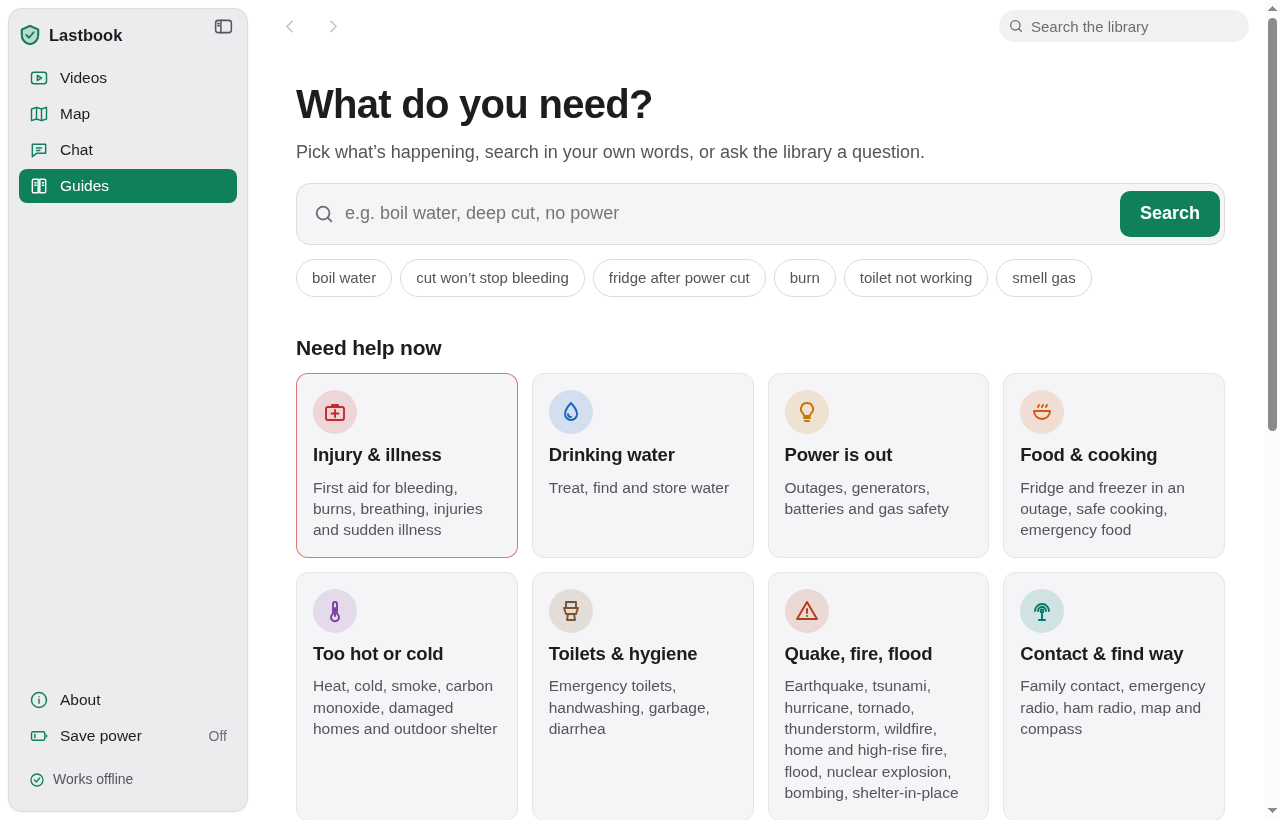 Lastbook
Videos
Map
Chat
Guides
About
Save power Off
Works offline
Search the library
What do you need?
Pick what’s happening, search in your own words, or ask the library a question.
e.g. boil water, deep cut, no power
Search
boil water
cut won’t stop bleeding
fridge after power cut
burn
toilet not working
smell gas
Need help now
Injury & illness
First aid for bleeding,
burns, breathing, injuries
and sudden illness
Drinking water
Treat, find and store water
Power is out
Outages, generators,
batteries and gas safety
Food & cooking
Fridge and freezer in an
outage, safe cooking,
emergency food
Too hot or cold
Heat, cold, smoke, carbon
monoxide, damaged
homes and outdoor shelter
Toilets & hygiene
Emergency toilets,
handwashing, garbage,
diarrhea
Quake, fire, flood
Earthquake, tsunami,
hurricane, tornado,
thunderstorm, wildfire,
home and high-rise fire,
flood, nuclear explosion,
bombing, shelter-in-place
Contact & find way
Family contact, emergency
radio, ham radio, map and
compass